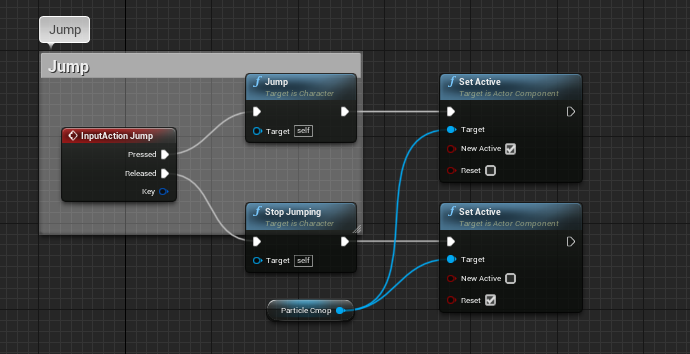 Jump
Jump
InputAction Jump
Pressed
Released
Key
f Jump
Target is Character
Target self
f Stop Jumping
Target is Character
Target self
Particle Cmop
f Set Active
Target is Actor Component
Target
New Active
Reset
f Set Active
Target is Actor Component
Target
New Active
Reset